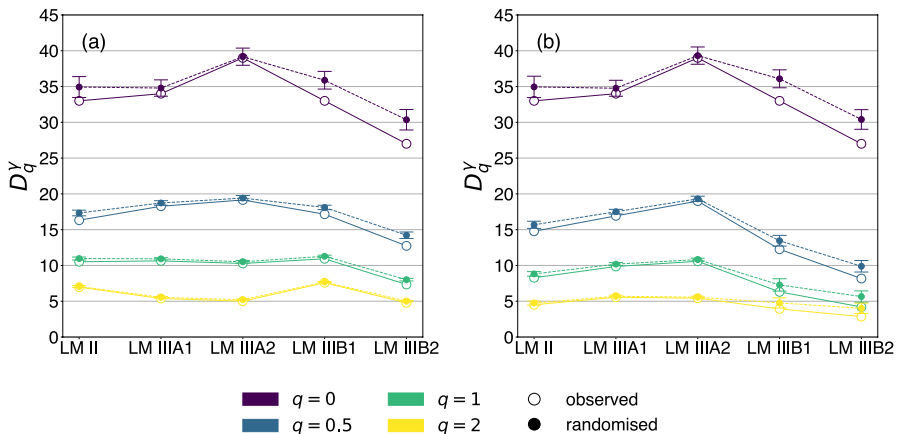 (a)
45
40
35
30
25
20
15
10
5
0
D_q^γ
LM II LM IIIA1 LM IIIA2 LM IIIB1 LM IIIB2
(b)
45
40
35
30
25
20
15
10
5
0
D_q^γ
LM II LM IIIA1 LM IIIA2 LM IIIB1 LM IIIB2
q = 0 q = 1 observed
q = 0.5 q = 2 randomised